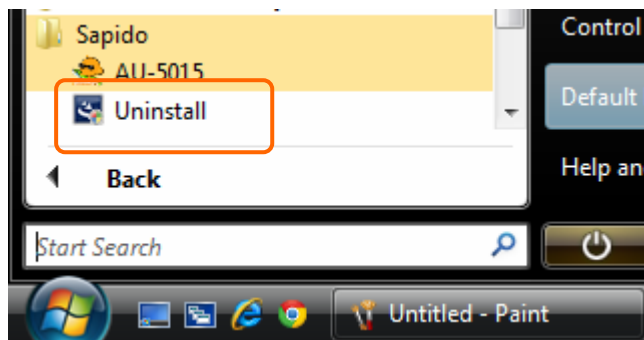 Sapido
Control
AU-5015
Default
Uninstall
Help an
Back
Start Search
Untitled - Paint